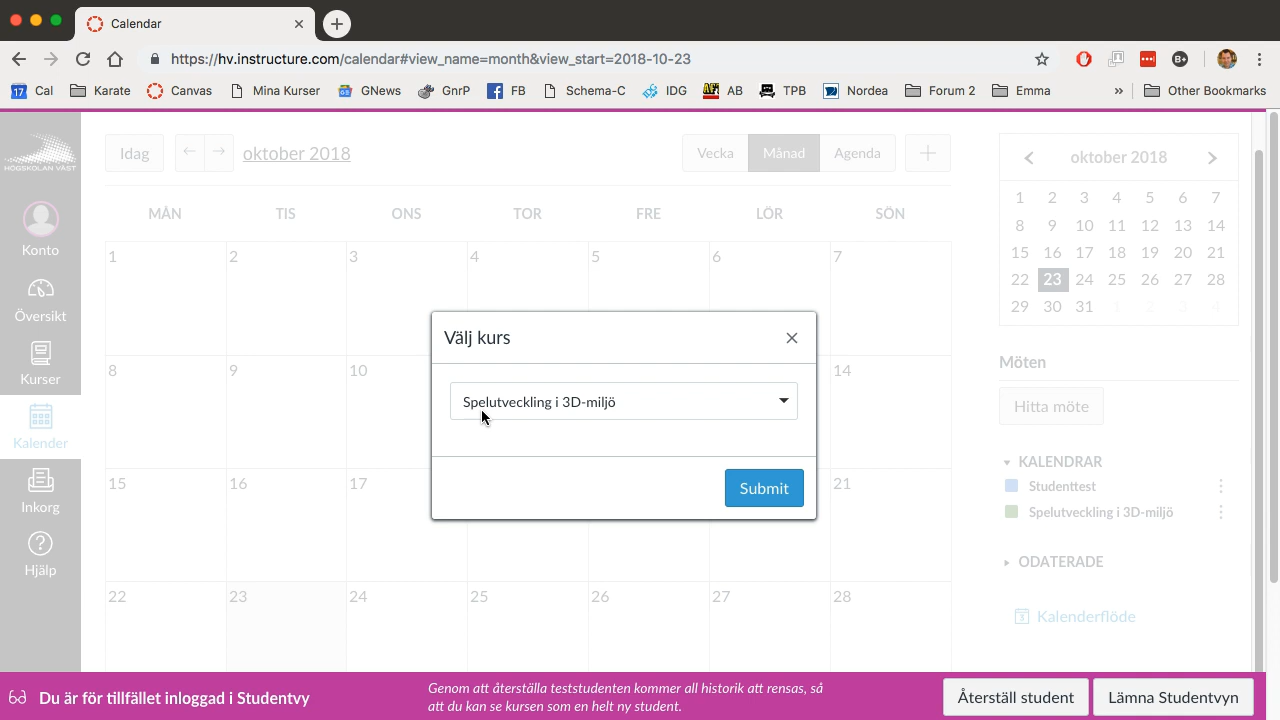 Calendar
https://hv.instructure.com/calendar#view_name=month&view_start=2018-10-23
17 Cal Karate Canvas Mina Kurser GNews GnrP FB Schema-C IDG AB TPB Nordea Forum 2 Emma » Other Bookmarks
HÖGSKOLAN VÄST
Konto
Översikt
Kurser
Kalender
Inkorg
Hjälp
Idag ← → oktober 2018 Vecka Månad Agenda +
MÅN TIS ONS TOR FRE LÖR SÖN
1 2 3 4 5 6 7
8 9 10 14
15 16 17 21
22 23 24 25 26 27 28
Välj kurs
Spelutveckling i 3D-miljö
Submit
oktober 2018
1 2 3 4 5 6 7
8 9 10 11 12 13 14
15 16 17 18 19 20 21
22 23 24 25 26 27 28
29 30 31 1 2 3 4
Möten
Hitta möte
KALENDRAR
Studenttest
Spelutveckling i 3D-miljö
ODATERADE
Kalenderflöde
Du är för tillfället inloggad i Studentvy
Genom att återställa teststudenten kommer all historik att rensas, så
att du kan se kursen som en helt ny student.
Återställ student
Lämna Studentvyn